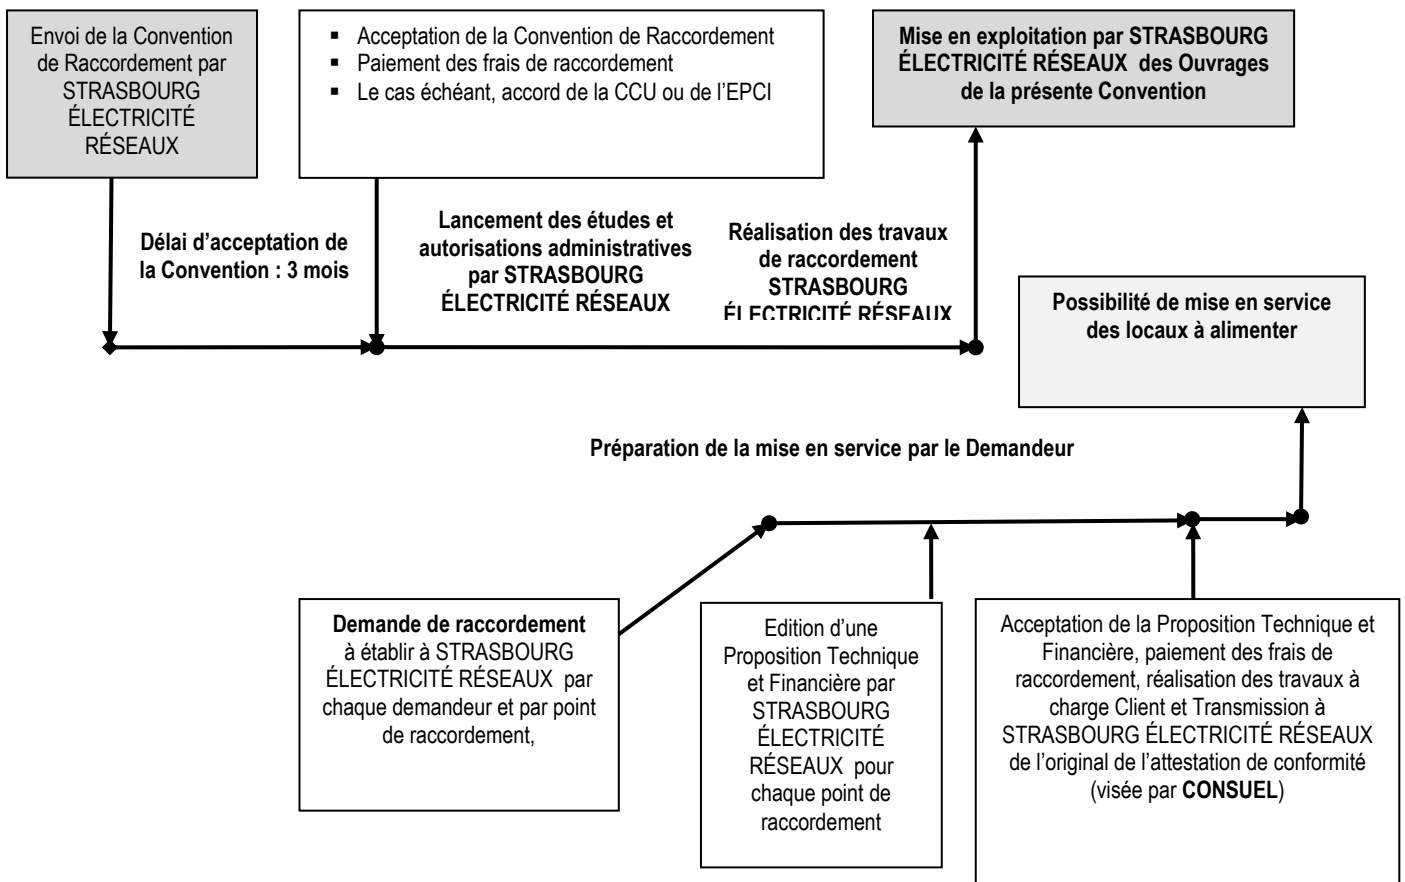 Envoi de la Convention
de Raccordement par
STRASBOURG
ÉLECTRICITÉ
RÉSEAUX
▪ Acceptation de la Convention de Raccordement
▪ Paiement des frais de raccordement
▪ Le cas échéant, accord de la CCU ou de l’EPCI
Mise en exploitation par STRASBOURG
ÉLECTRICITÉ RÉSEAUX des Ouvrages
de la présente Convention
Délai d’acceptation de
la Convention : 3 mois
Lancement des études et
autorisations administratives
par STRASBOURG
ÉLECTRICITÉ RÉSEAUX
Réalisation des travaux
de raccordement
STRASBOURG
ÉLECTRICITÉ RÉSEAUX
Possibilité de mise en service
des locaux à alimenter
Préparation de la mise en service par le Demandeur
Demande de raccordement
à établir à STRASBOURG
ÉLECTRICITÉ RÉSEAUX par
chaque demandeur et par point
de raccordement,
Edition d’une
Proposition Technique
et Financière par
STRASBOURG
ÉLECTRICITÉ
RÉSEAUX pour
chaque point de
raccordement
Acceptation de la Proposition Technique et
Financière, paiement des frais de
raccordement, réalisation des travaux à
charge Client et Transmission à
STRASBOURG ÉLECTRICITÉ RÉSEAUX
de l’original de l’attestation de conformité
(visée par CONSUEL)